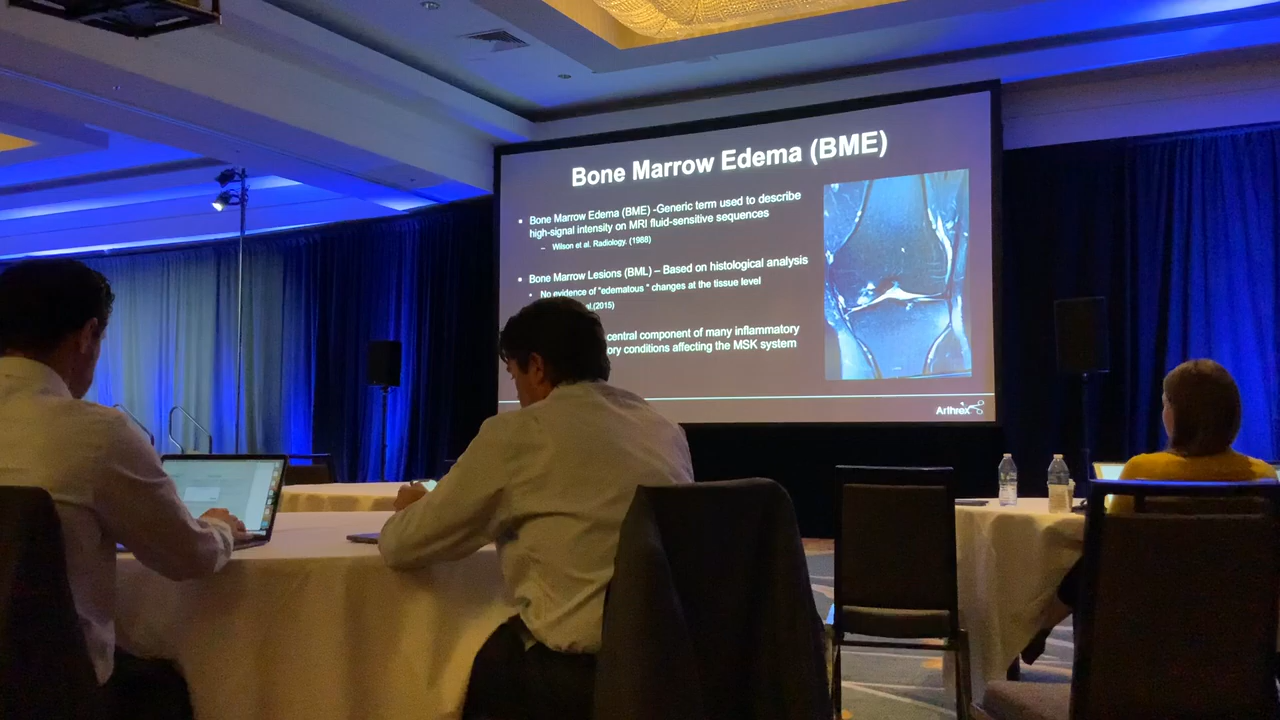 Bone Marrow Edema (BME)
Bone Marrow Edema (BME) -Generic term used to describe
high-signal intensity on MRI fluid-sensitive sequences
– Wilson et al. Radiology. (1988)
Bone Marrow Lesions (BML) – Based on histological analysis
No evidence of "edematous " changes at the tissue level
al.(2015)
central component of many inflammatory
ory conditions affecting the MSK system
Arthrex